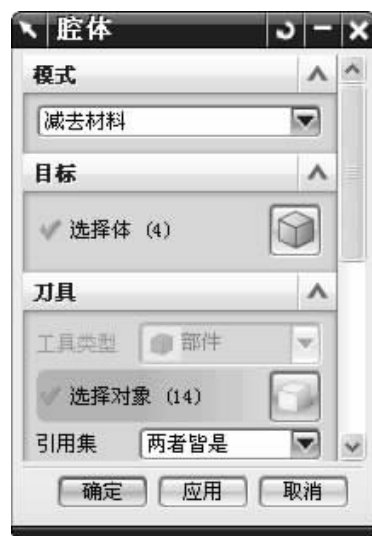 腔体
模式
减去材料
目标
选择体 (4)
刀具
工具类型 部件
选择对象 (14)
引用集 两者皆是
确定 应用 取消